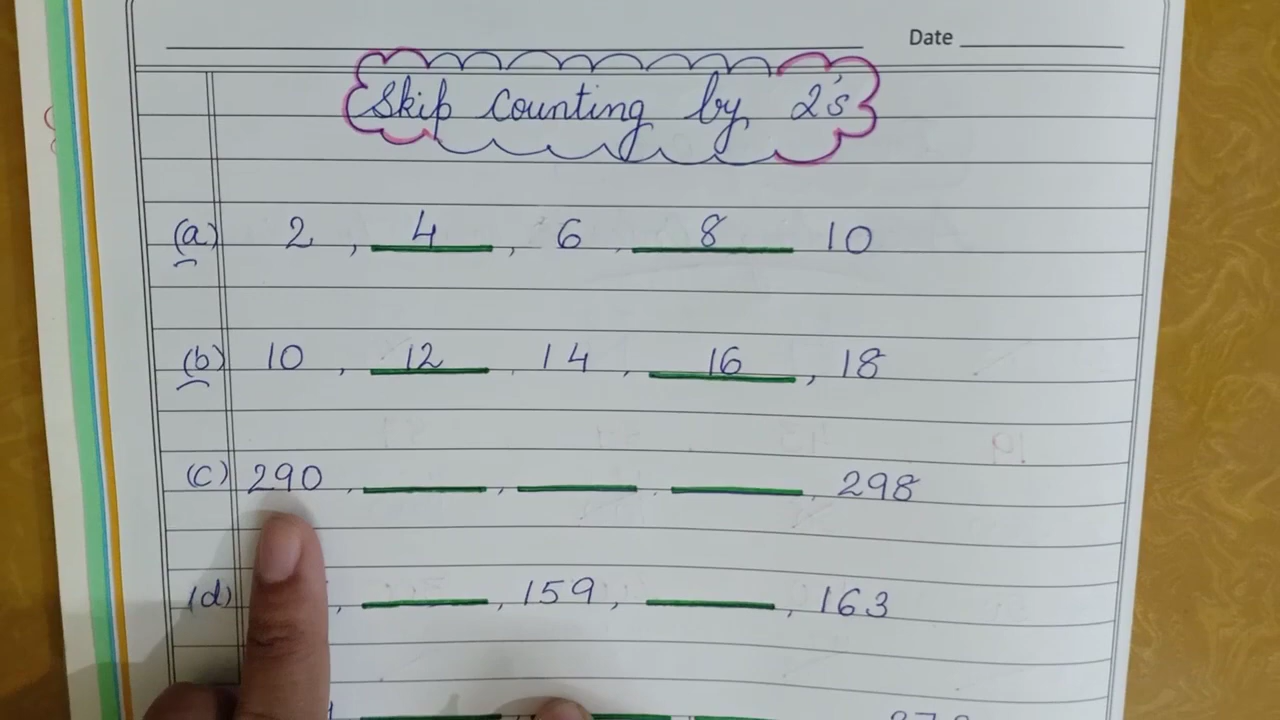 Date
Skip counting by 2's
(a) 2, 4, 6, 8 10
(b) 10, 12 14, 16, 18
(c) 290, , , , 298
(d) , , 159, , 163